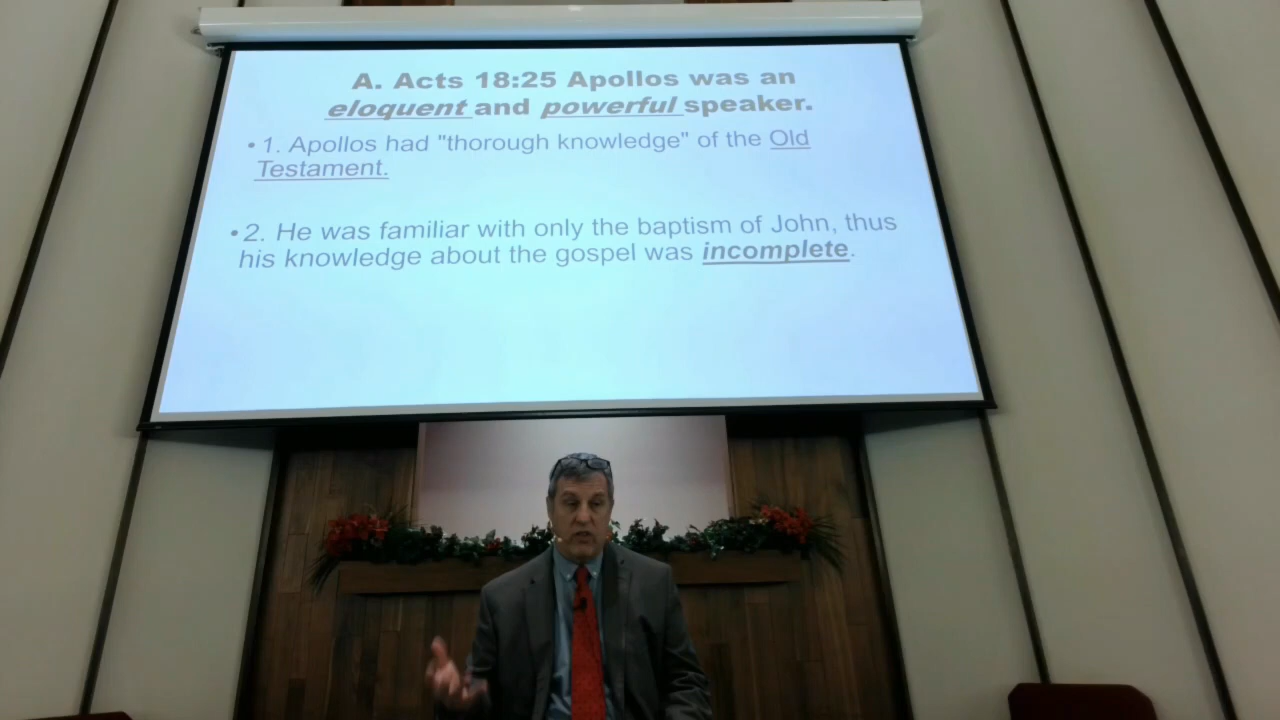 A. Acts 18:25 Apollos was an
eloquent and powerful speaker.
• 1. Apollos had "thorough knowledge" of the Old
Testament.
• 2. He was familiar with only the baptism of John, thus
his knowledge about the gospel was incomplete.